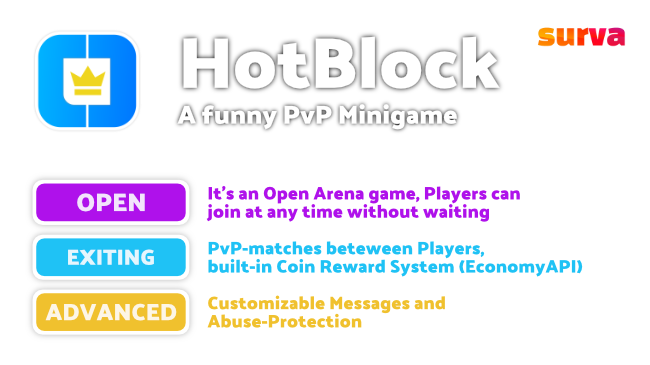 surva
HotBlock
A funny PvP Minigame
OPEN
It's an Open Arena game, Players can
join at any time without waiting
EXITING
PvP-matches beteween Players,
built-in Coin Reward System (EconomyAPI)
ADVANCED
Customizable Messages and
Abuse-Protection